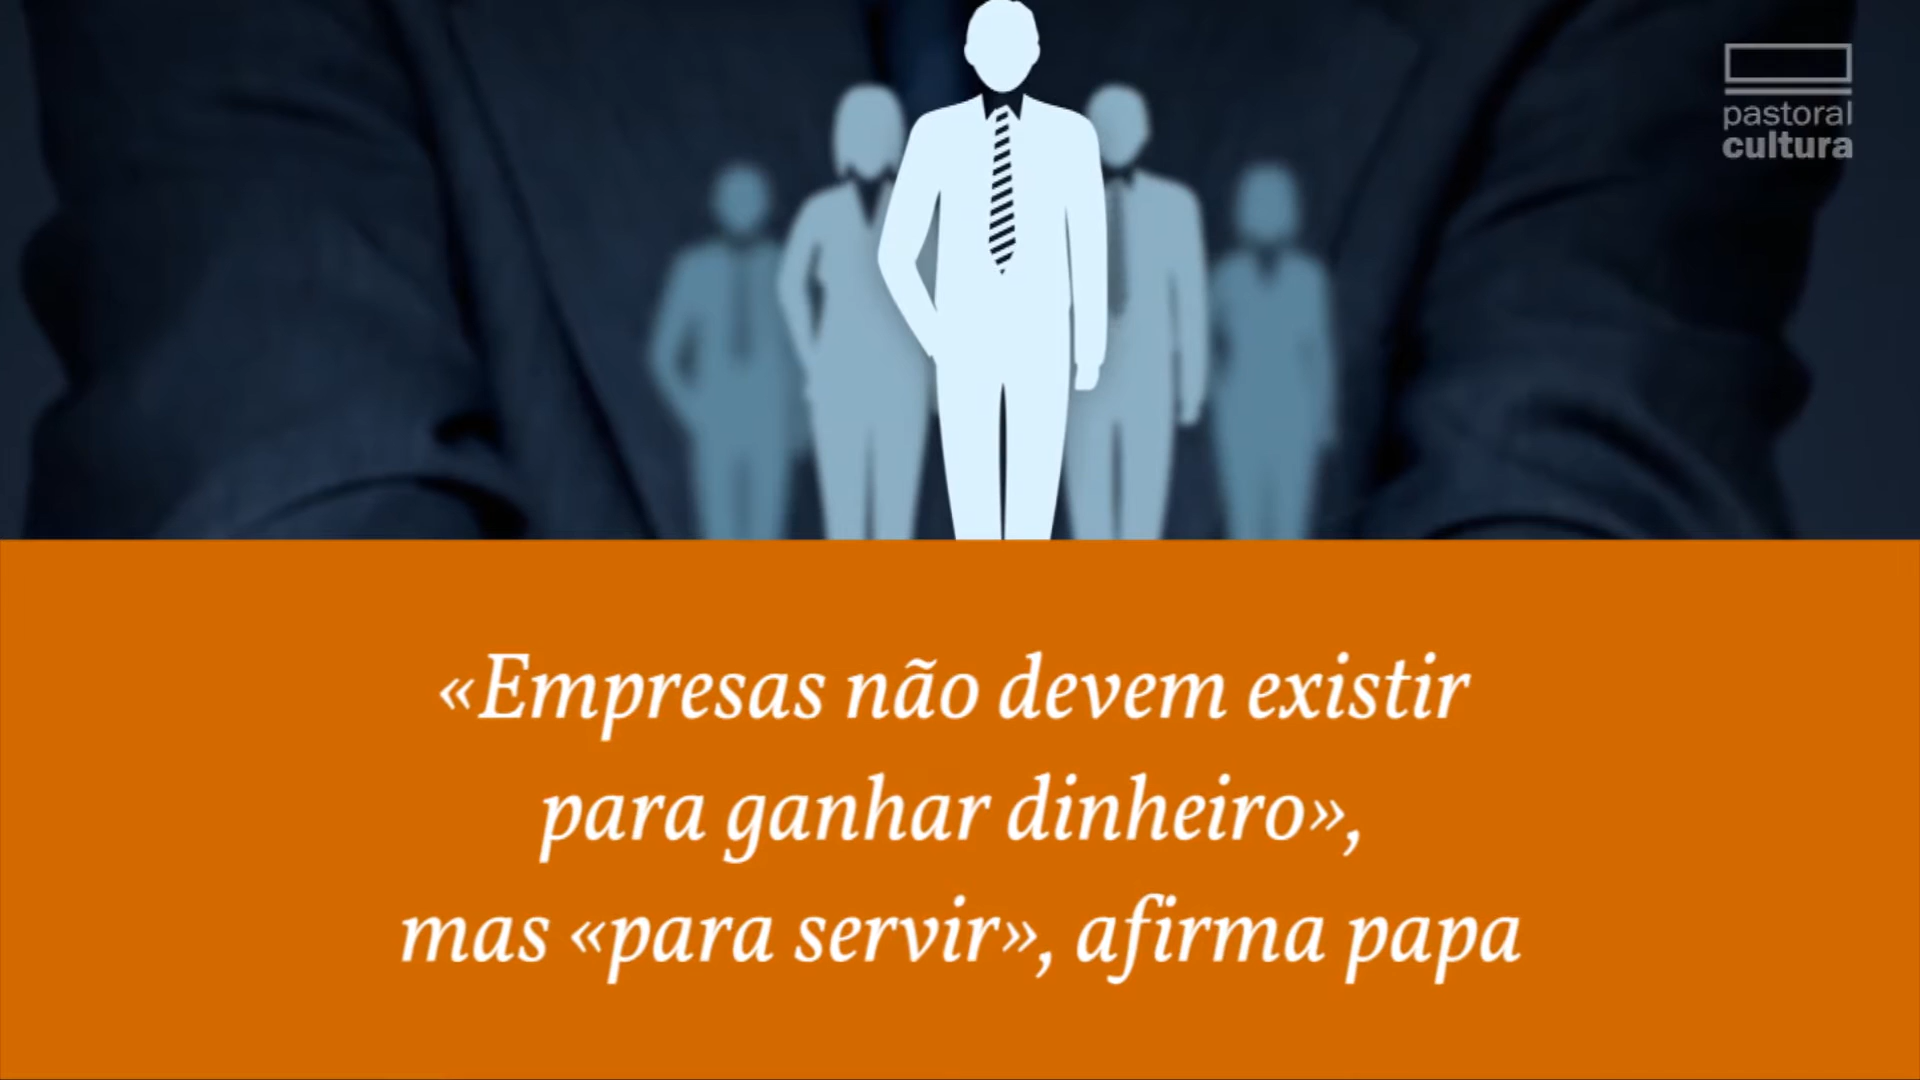 pastoral
cultura
«Empresas não devem existir
para ganhar dinheiro»,
mas «para servir», afirma papa